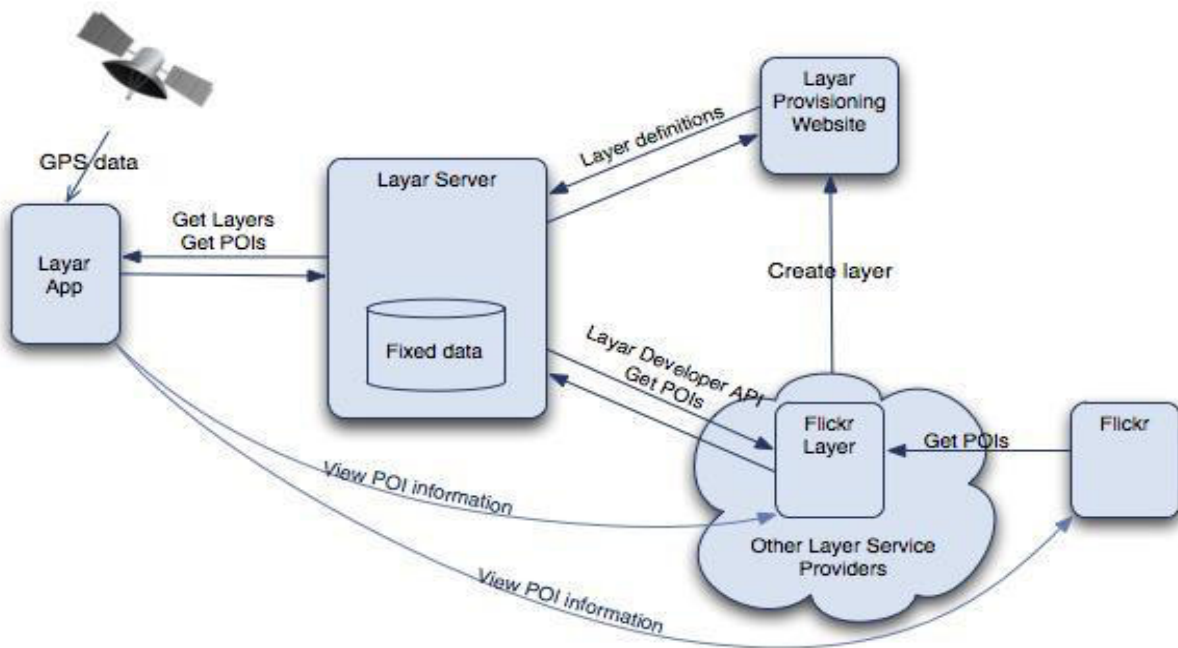 Layar
Provisioning
Website
Layer definitions
GPS data
Layar Server
Get Layers
Get POIs
Layar
App
Create layer
Fixed data
Layar Developer API
Get POIs
Flickr
Layer
Get POIs
Flickr
View POI information
Other Layer Service
Providers
View POI information